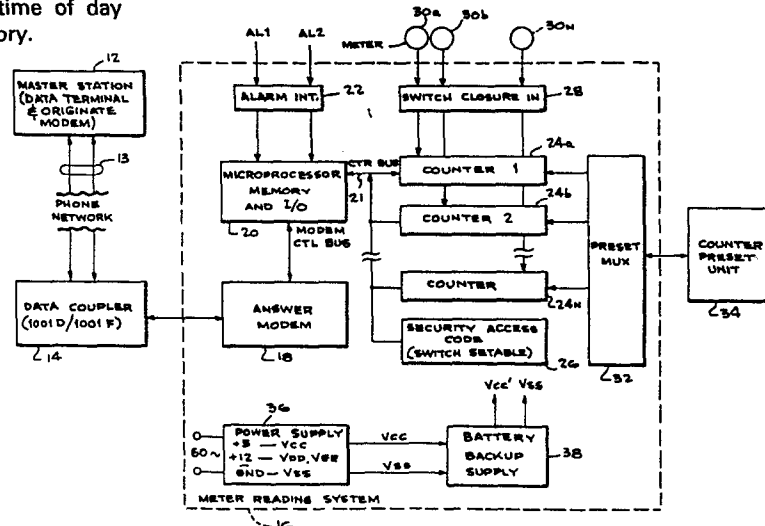 time of day
ory.
30a
30b
30N
AL1
AL2
METER
12
MASTER STATION
(DATA TERMINAL
& ORIGINATE
MODEM)
13
PHONE
NETWORK
DATA COUPLER
(1001D/1001F)
14
ALARM INT.
22
SWITCH CLOSURE IN
28
MICROPROCESSOR
MEMORY
AND I/O
20
CTR BUS
21
MODEM
CTL BUS
ANSWER
MODEM
18
COUNTER 1
24a
COUNTER 2
24b
COUNTER
24N
SECURITY ACCESS
CODE
(SWITCH SETABLE)
26
PRESET
MUX
32
COUNTER
PRESET
UNIT
34
36
POWER SUPPLY
+5 — VCC
+12 — VDD, VEE
GND — VSS
60~
VCC
VSS
VCC' VSS
BATTERY
BACKUP
SUPPLY
38
METER READING SYSTEM
16